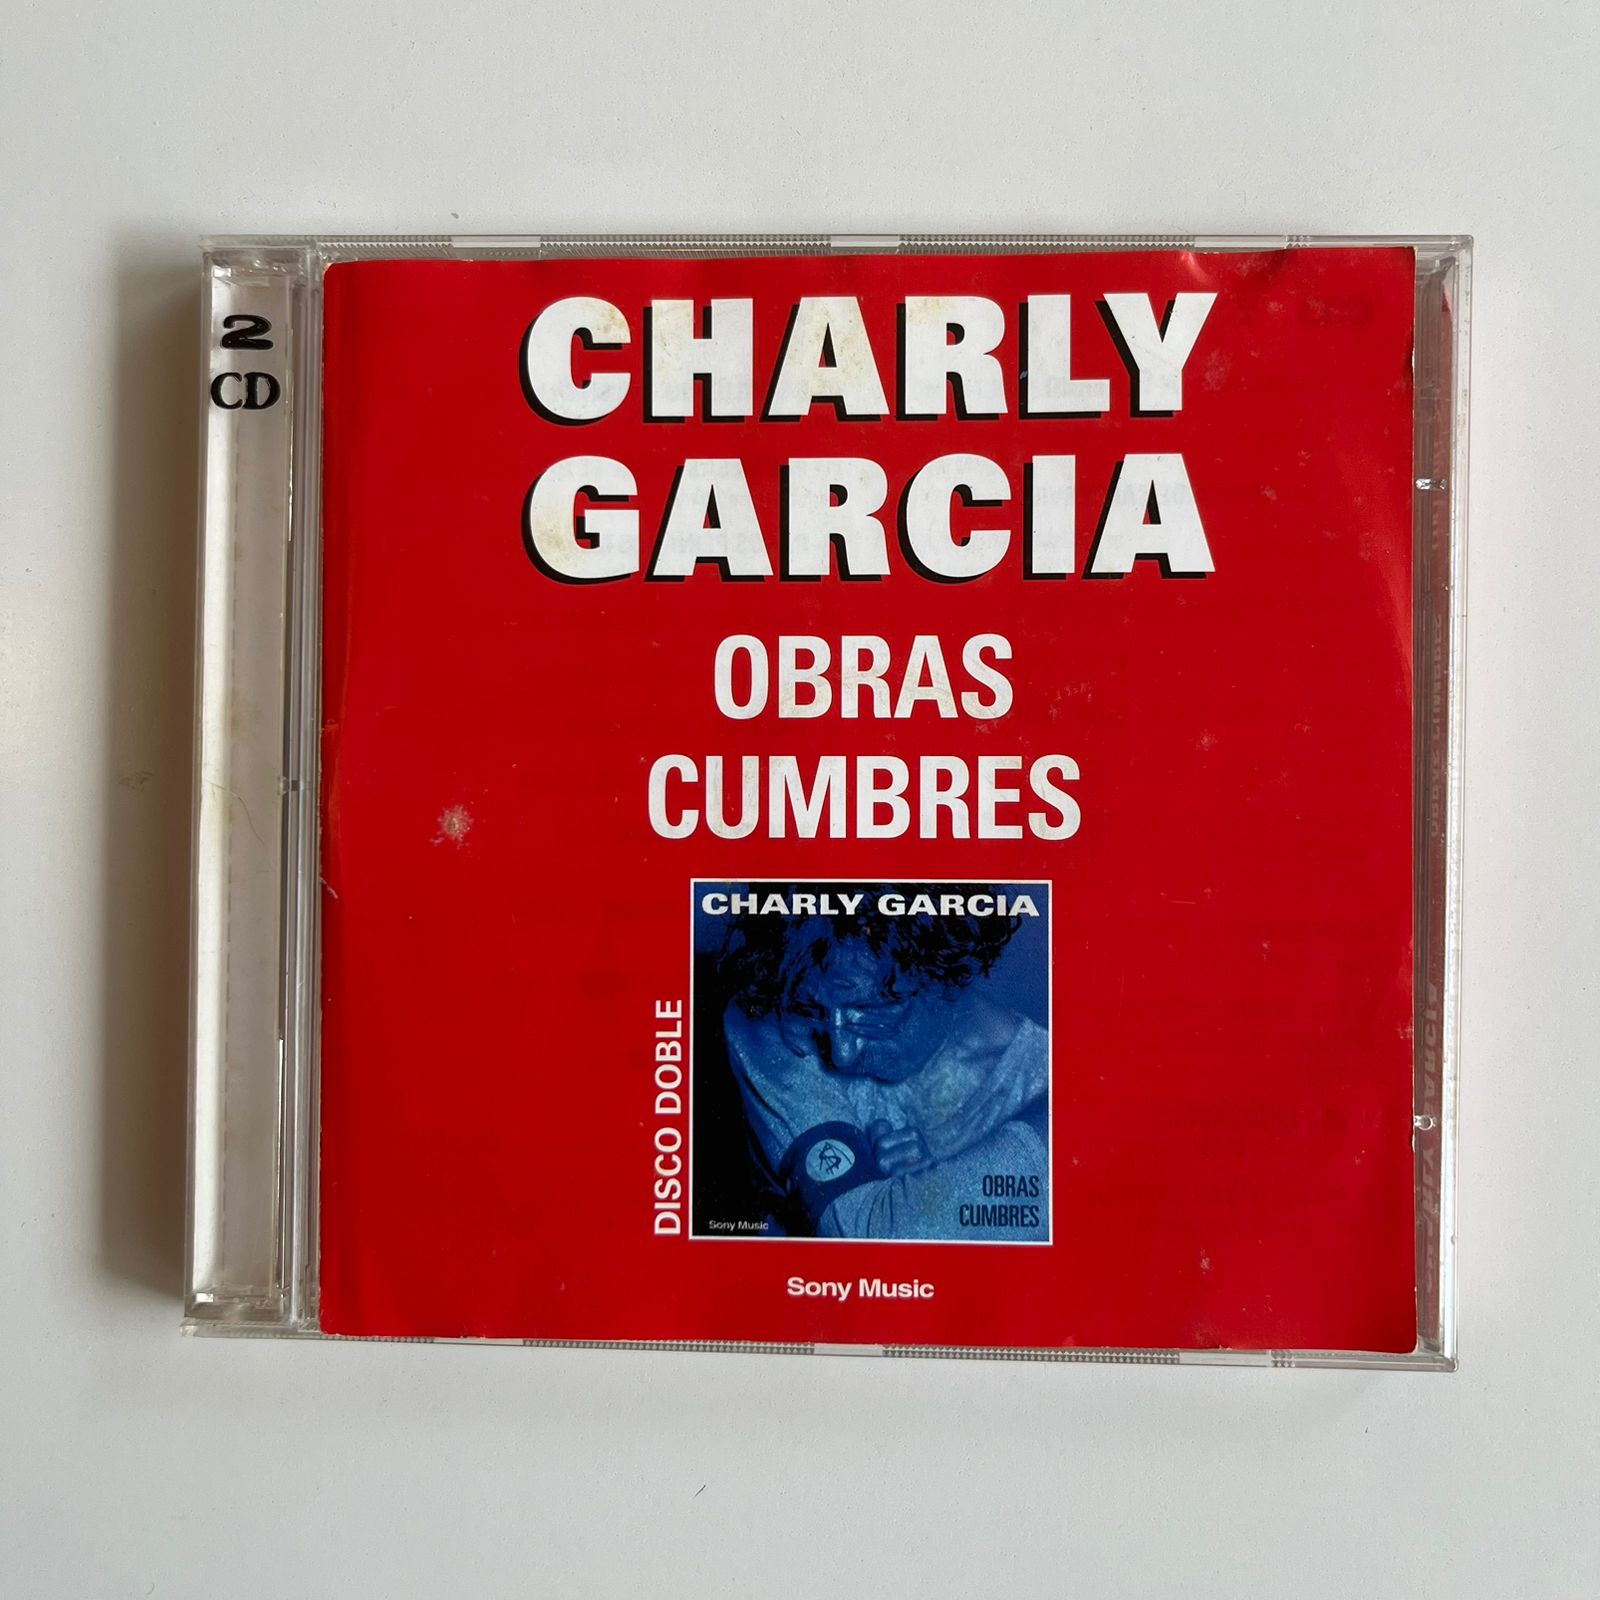 2
CD
CHARLY
GARCIA
OBRAS
CUMBRES
DISCO DOBLE
CHARLY GARCIA
OBRAS
CUMBRES
Sony Music
Sony Music